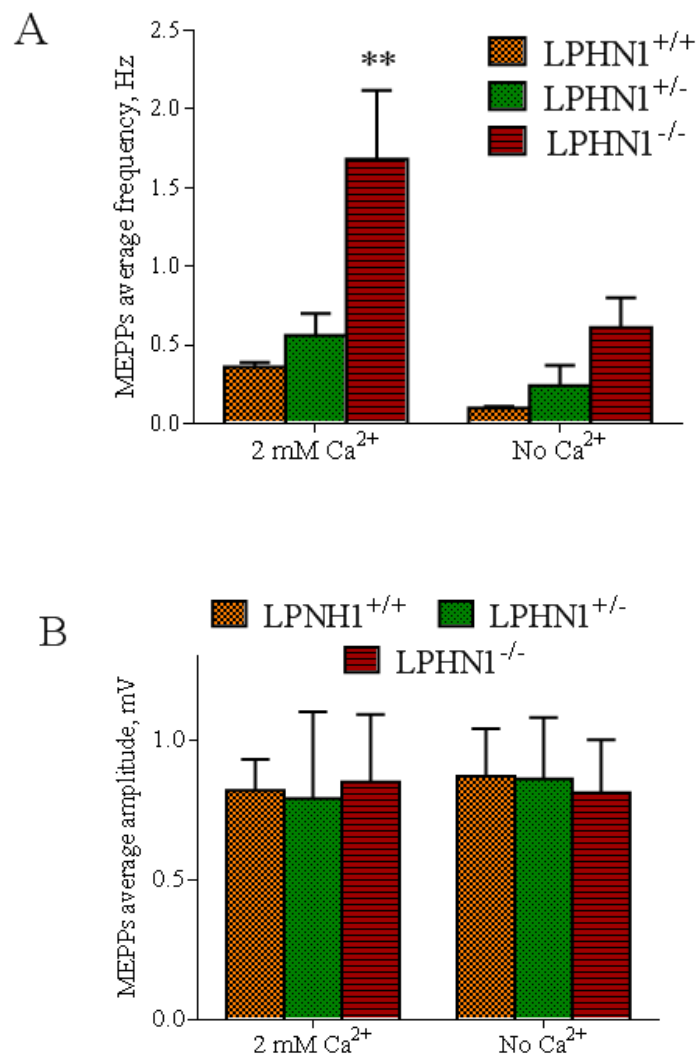 A
MEPPs average frequency, Hz
2.5
2.0
1.5
1.0
0.5
0.0
**
LPHN1+/+
LPHN1+/-
LPHN1-/-
2 mM Ca2+
No Ca2+
B
LPNH1+/+
LPHN1+/-
LPHN1-/-
MEPPs average amplitude, mV
1.0
0.5
0.0
2 mM Ca2+
No Ca2+